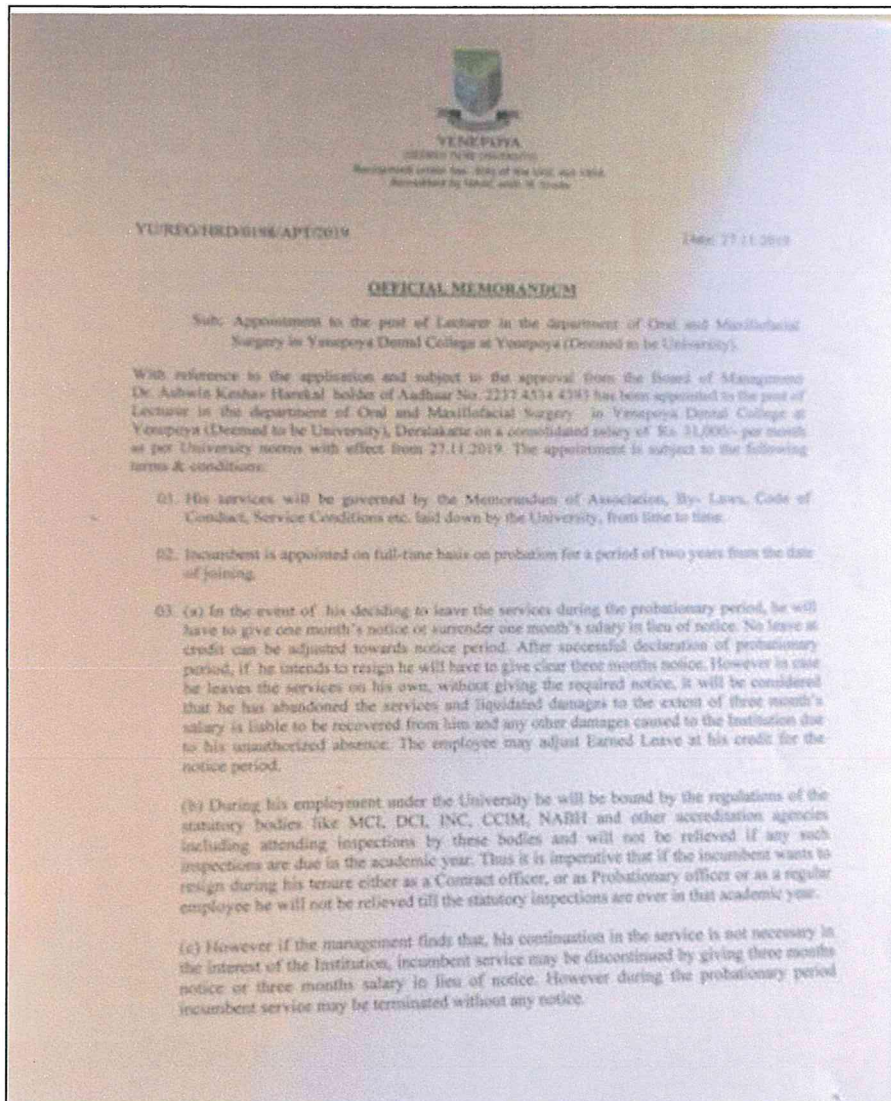 YENEPOYA
(DEEMED TO BE UNIVERSITY)
Recognised under Sec. of the UGC Act 1956
Accredited by NAAC with 'A' Grade
YU/REG/HRD/ /APT/2019
Date: 27.11.2019
OFFICIAL MEMORANDUM
Sub: Appointment to the post of Lecturer in the department of Oral and Maxillofacial
Surgery in Yenepoya Dental College at Yenepoya (Deemed to be University).
With reference to the application and subject to the approval from the Board of Management
Dr. Ashwin Keshav Harekal holder of Aadhaar No. has been appointed to the post of
Lecturer in the department of Oral and Maxillofacial Surgery in Yenepoya Dental College at
Yenepoya (Deemed to be University), Deralakatte on a consolidated salary of Rs. 31,000/- per month
as per University norms with effect from 27.11.2019. The appointment is subject to the following
terms & conditions:
01. His services will be governed by the Memorandum of Association, By- Laws, Code of
Conduct, Service Conditions etc. laid down by the University, from time to time.
02. Incumbent is appointed on full-time basis on probation for a period of two years from the date
of joining.
03. (a) In the event of his deciding to leave the services during the probationary period, he will
have to give one month's notice or surrender one month's salary in lieu of notice. No leave at
credit can be adjusted towards notice period. After successful declaration of probationary
period, if he intends to resign he will have to give clear three months notice. However in case
he leaves the services on his own, without giving the required notice, it will be considered
that he has abandoned the services and liquidated damages to the extent of three month's
salary is liable to be recovered from him and any other damages caused to the Institution due
to his unauthorized absence. The employee may adjust Earned Leave at his credit for the
notice period.
(b) During his employment under the University he will be bound by the regulations of the
statutory bodies like MCI, DCI, INC, CCIM, NABH and other accreditation agencies
including attending inspections by these bodies and will not be relieved if any such
inspections are due in the academic year. Thus it is imperative that if the incumbent wants to
resign during his tenure either as a Contract officer, or as Probationary officer or as a regular
employee he will not be relieved till the statutory inspections are over in that academic year.
(c) However if the management finds that, his continuation in the service is not necessary in
the interest of the Institution, incumbent service may be discontinued by giving three months
notice or three months salary in lieu of notice. However during the probationary period
incumbent service may be terminated without any notice.